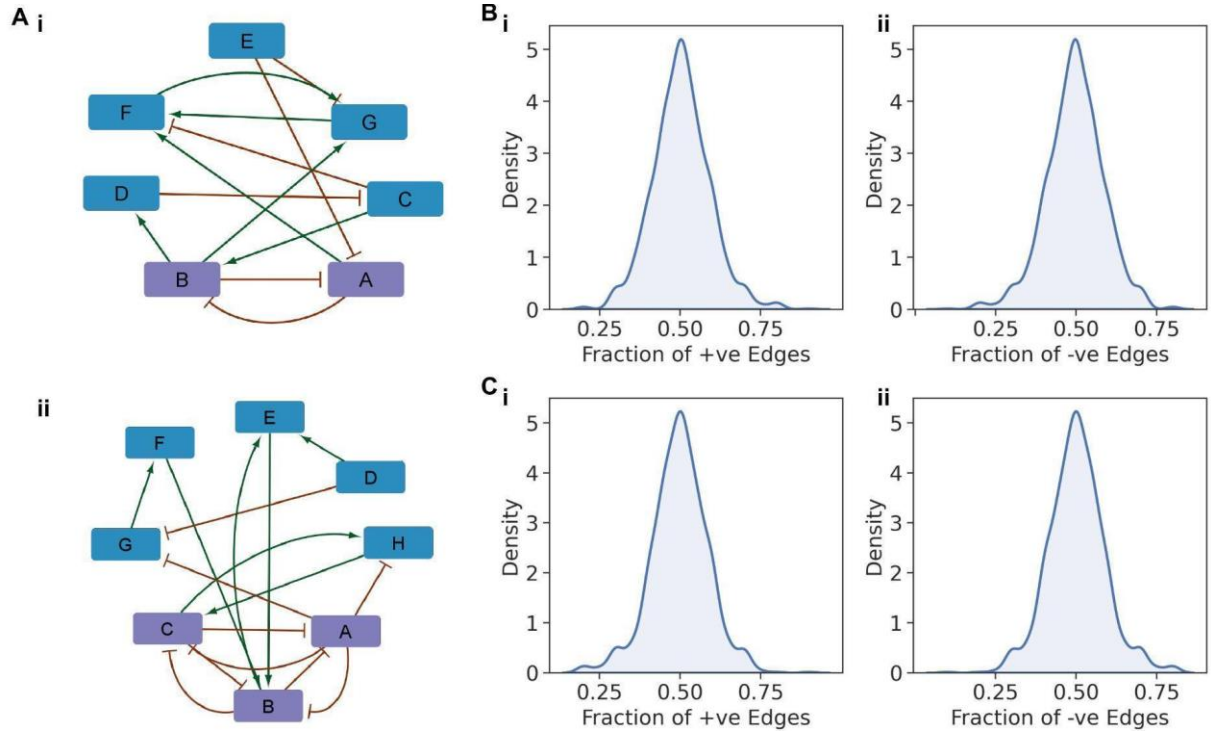 A i
E
F
G
D
C
B
A
ii
E
F
D
G
H
C
A
B
B i
Density
5
4
3
2
1
0
0.25 0.50 0.75
Fraction of +ve Edges
ii
Density
5
4
3
2
1
0
0.25 0.50 0.75
Fraction of -ve Edges
C i
Density
5
4
3
2
1
0
0.25 0.50 0.75
Fraction of +ve Edges
ii
Density
5
4
3
2
1
0
0.25 0.50 0.75
Fraction of -ve Edges